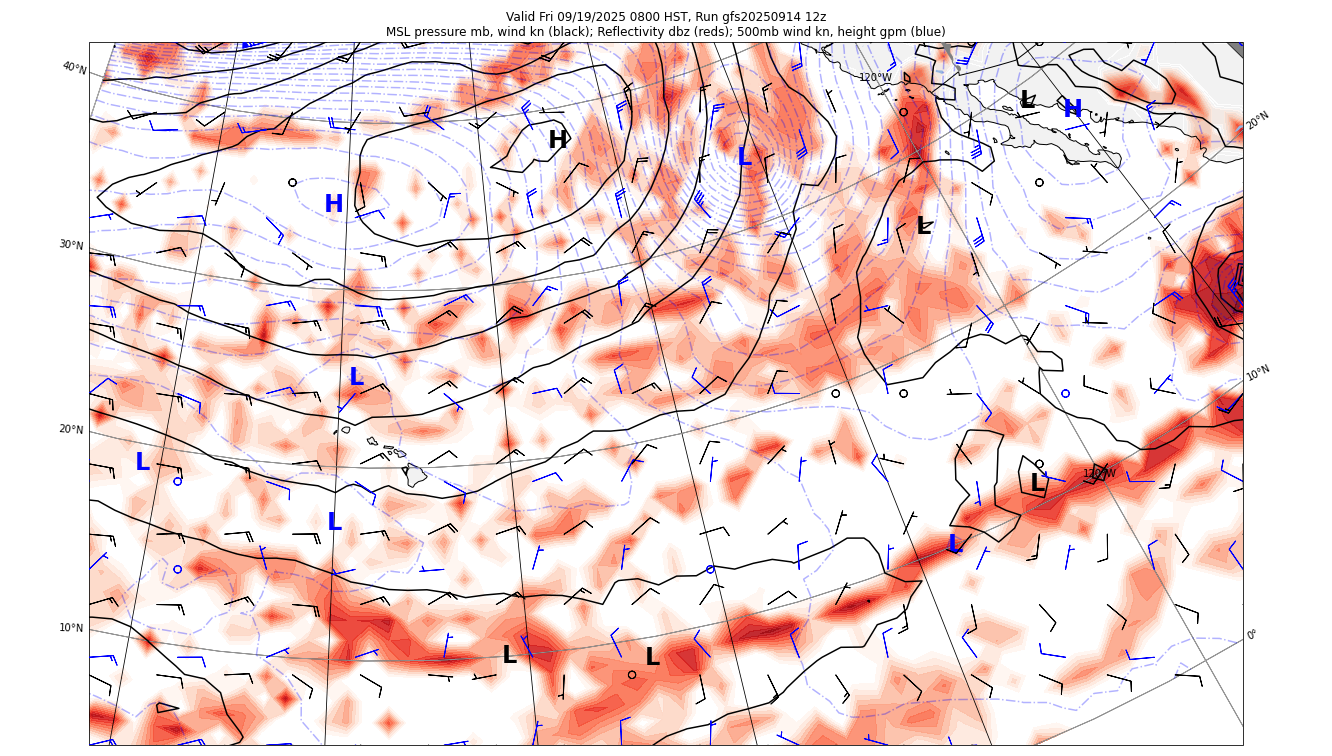 Valid Fri 09/19/2025 0800 HST, Run gfs20250914 12z
MSL pressure mb, wind kn (black); Reflectivity dbz (reds); 500mb wind kn, height gpm (blue)
40°N
120°W
L
H
20°N
H
L
H
L
30°N
L
10°N
20°N
L
L
120°W
L
L
10°N
0°
L
L